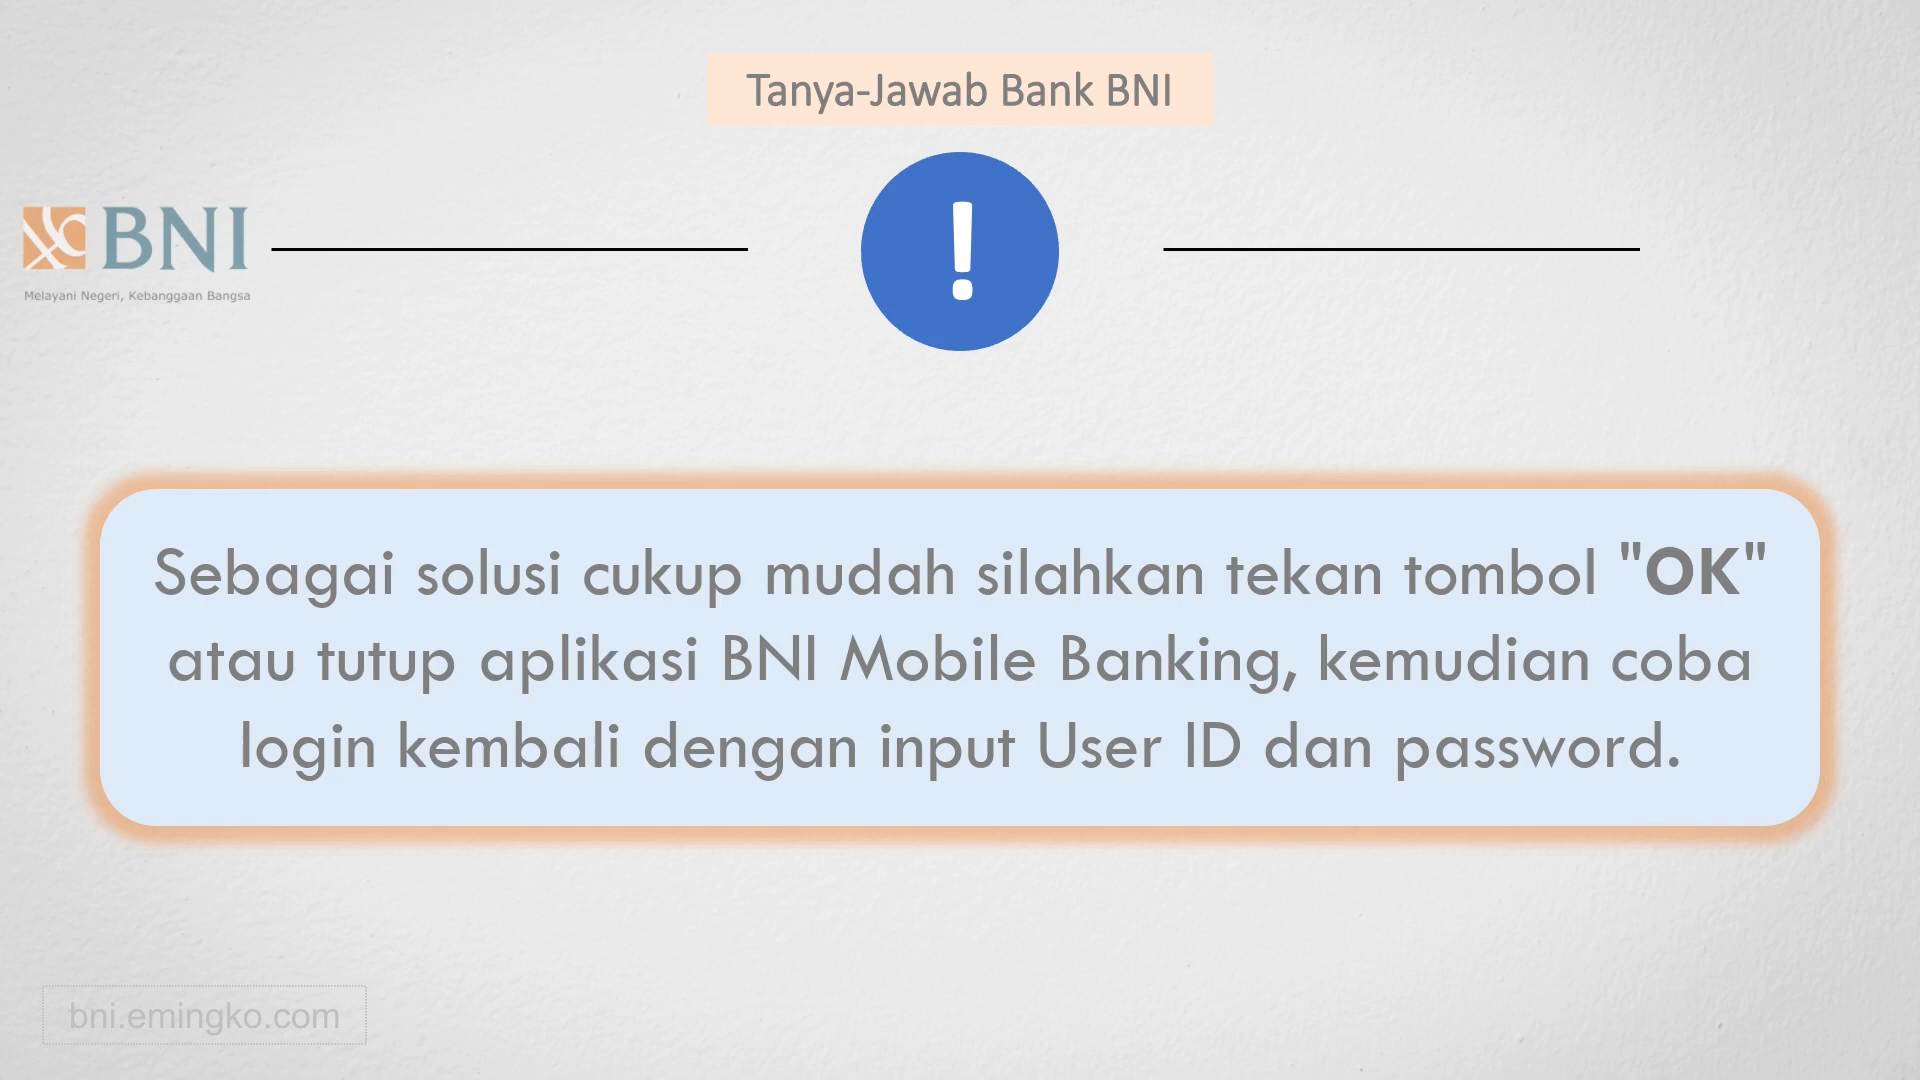 Tanya-Jawab Bank BNI
!
BNI
Melayani Negeri, Kebanggaan Bangsa
Sebagai solusi cukup mudah silahkan tekan tombol "OK"
atau tutup aplikasi BNI Mobile Banking, kemudian coba
login kembali dengan input User ID dan password.
bni.emingko.com